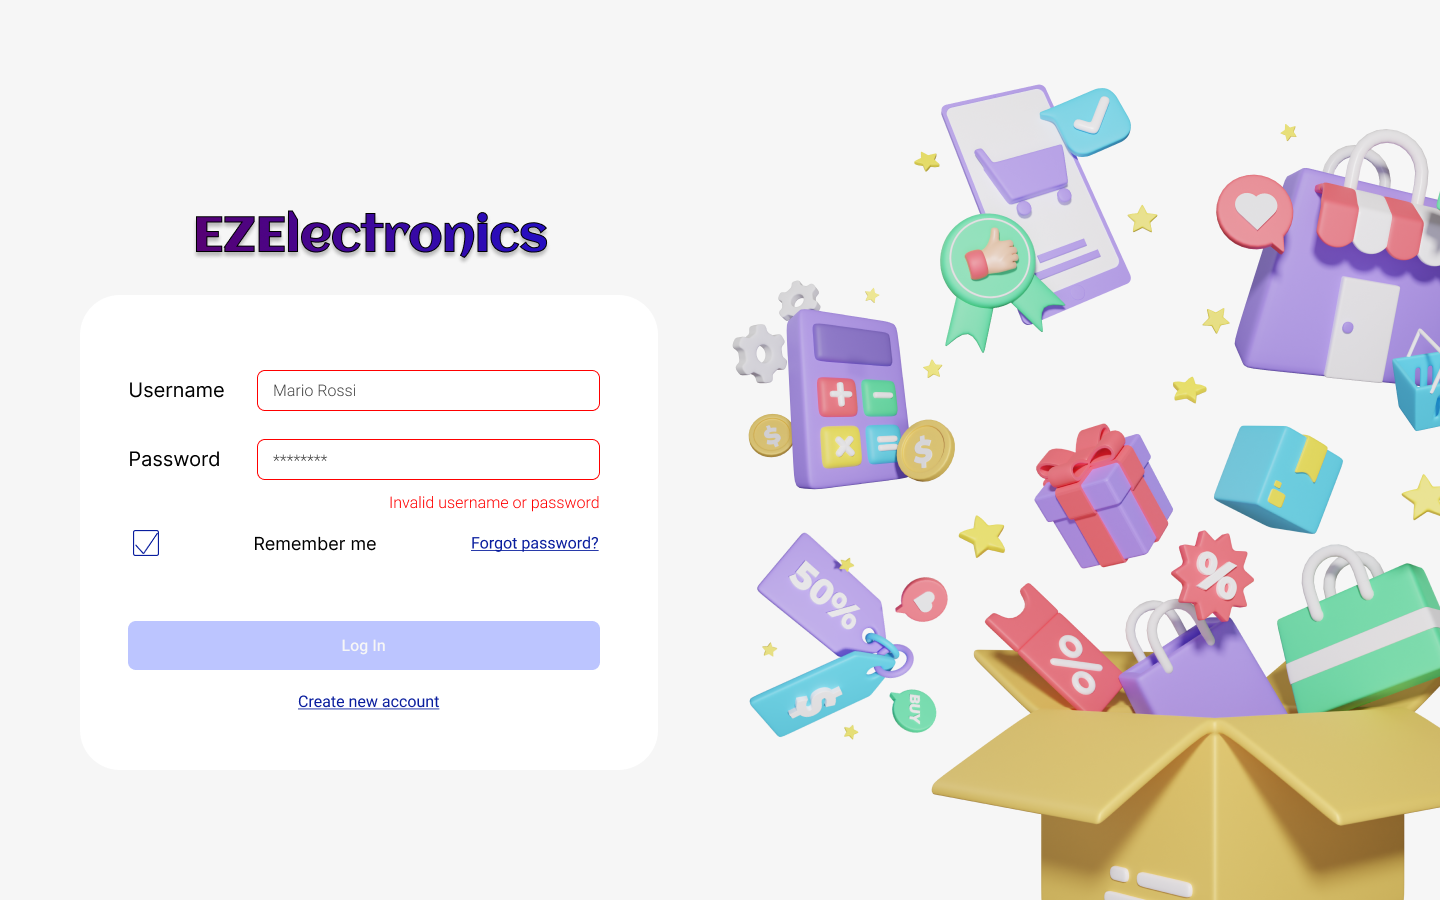 EZElectronics
Username
Mario Rossi
Password
********
Invalid username or password
Remember me
Forgot password?
Log In
Create new account
50%
$
BUY
%
%
$
$
+
−
x
=